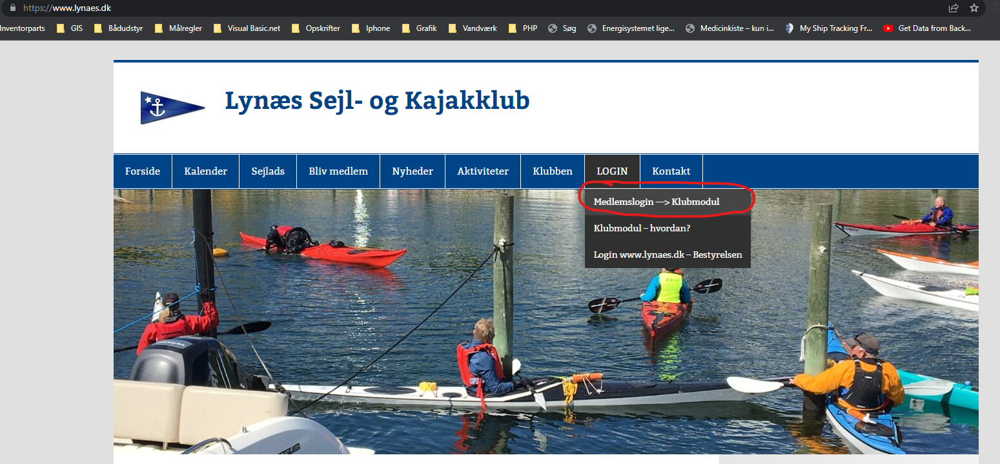 https://www.lynaes.dk
Inventorparts GIS Bådudstyr Målregler Visual Basic.net Opskrifter Iphone Grafik Vandværk PHP Søg Energisystemet lige... Medicinkiste – kun i... My Ship Tracking Fr... Get Data from Back...
Lynæs Sejl- og Kajakklub
Forside Kalender Sejlads Bliv medlem Nyheder Aktiviteter Klubben LOGIN Kontakt
Medlemslogin —> Klubmodul
Klubmodul – hvordan?
Login www.lynaes.dk – Bestyrelsen